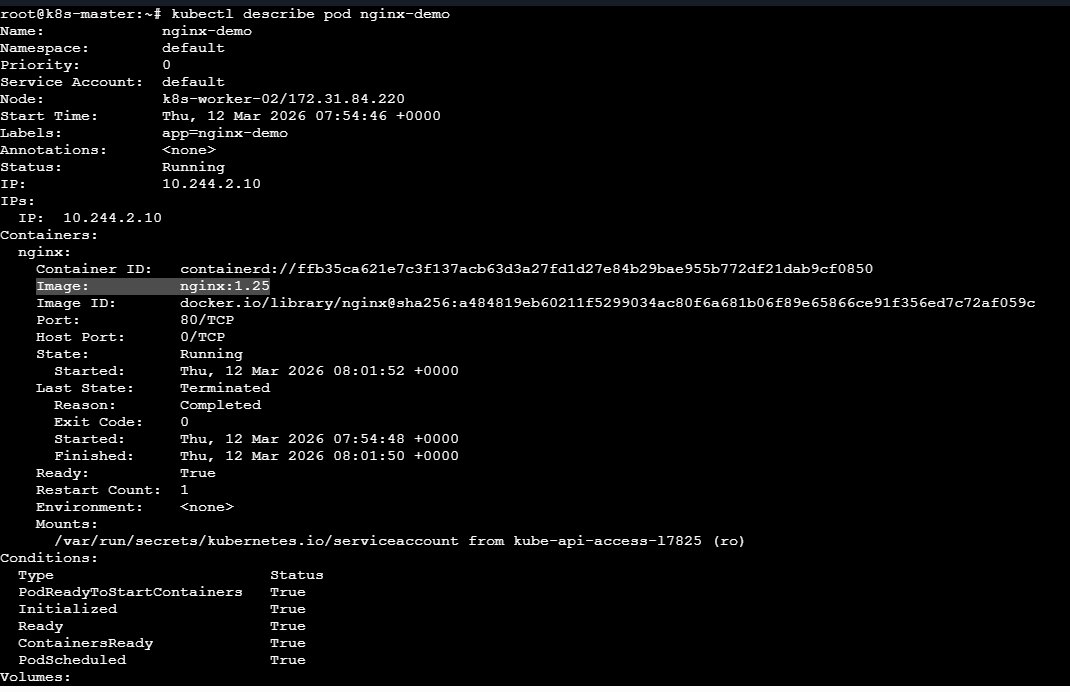 root@k8s-master:~# kubectl describe pod nginx-demo
Name:             nginx-demo
Namespace:        default
Priority:         0
Service Account:  default
Node:             k8s-worker-02/172.31.84.220
Start Time:       Thu, 12 Mar 2026 07:54:46 +0000
Labels:           app=nginx-demo
Annotations:      <none>
Status:           Running
IP:               10.244.2.10
IPs:
  IP:  10.244.2.10
Containers:
  nginx:
    Container ID:   containerd://ffb35ca621e7c3f137acb63d3a27fd1d27e84b29bae955b772df21dab9cf0850
    Image:          nginx:1.25
    Image ID:       docker.io/library/nginx@sha256:a484819eb60211f5299034ac80f6a681b06f89e65866ce91f356ed7c72af059c
    Port:           80/TCP
    Host Port:      0/TCP
    State:          Running
      Started:      Thu, 12 Mar 2026 08:01:52 +0000
    Last State:     Terminated
      Reason:       Completed
      Exit Code:    0
      Started:      Thu, 12 Mar 2026 07:54:48 +0000
      Finished:     Thu, 12 Mar 2026 08:01:50 +0000
    Ready:          True
    Restart Count:  1
    Environment:    <none>
    Mounts:
      /var/run/secrets/kubernetes.io/serviceaccount from kube-api-access-l7825 (ro)
Conditions:
  Type                        Status
  PodReadyToStartContainers   True
  Initialized                 True
  Ready                       True
  ContainersReady             True
  PodScheduled                True
Volumes: